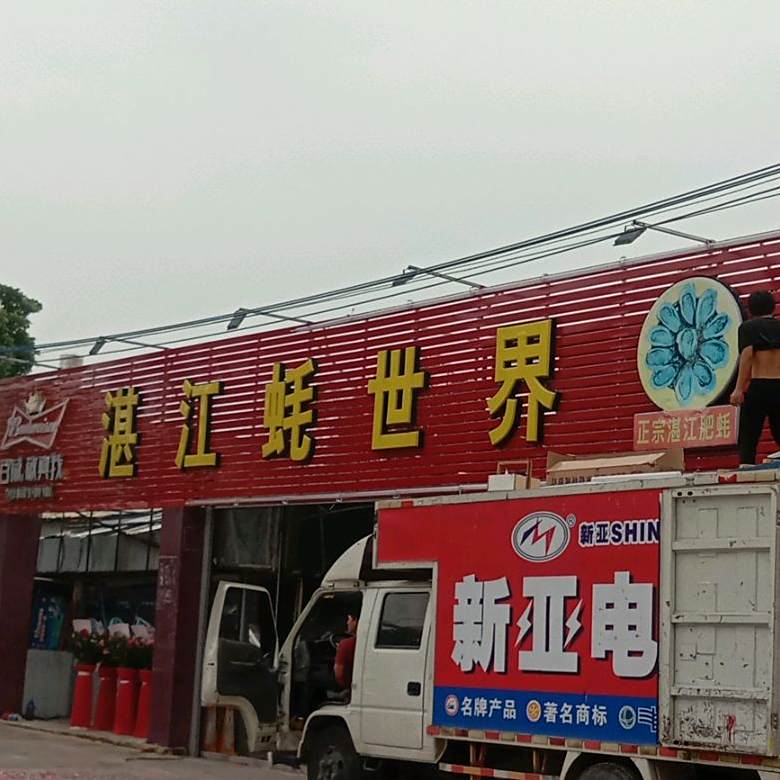 Budweiser
湛江蚝世界
正宗湛江肥蚝
新亚SHIN
新亚电
名牌产品
著名商标